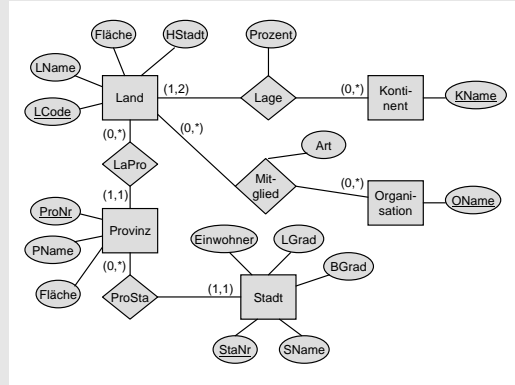 Fläche
HStadt
Prozent
LName
LCode
Land
(1,2)
Lage
(0,*)
Konti-
nent
KName
(0,*)
(0,*)
LaPro
Art
Mit-
glied
(0,*)
Organi-
sation
OName
(1,1)
ProNr
Provinz
PName
Fläche
(0,*)
ProSta
(1,1)
Einwohner
LGrad
BGrad
Stadt
StaNr
SName